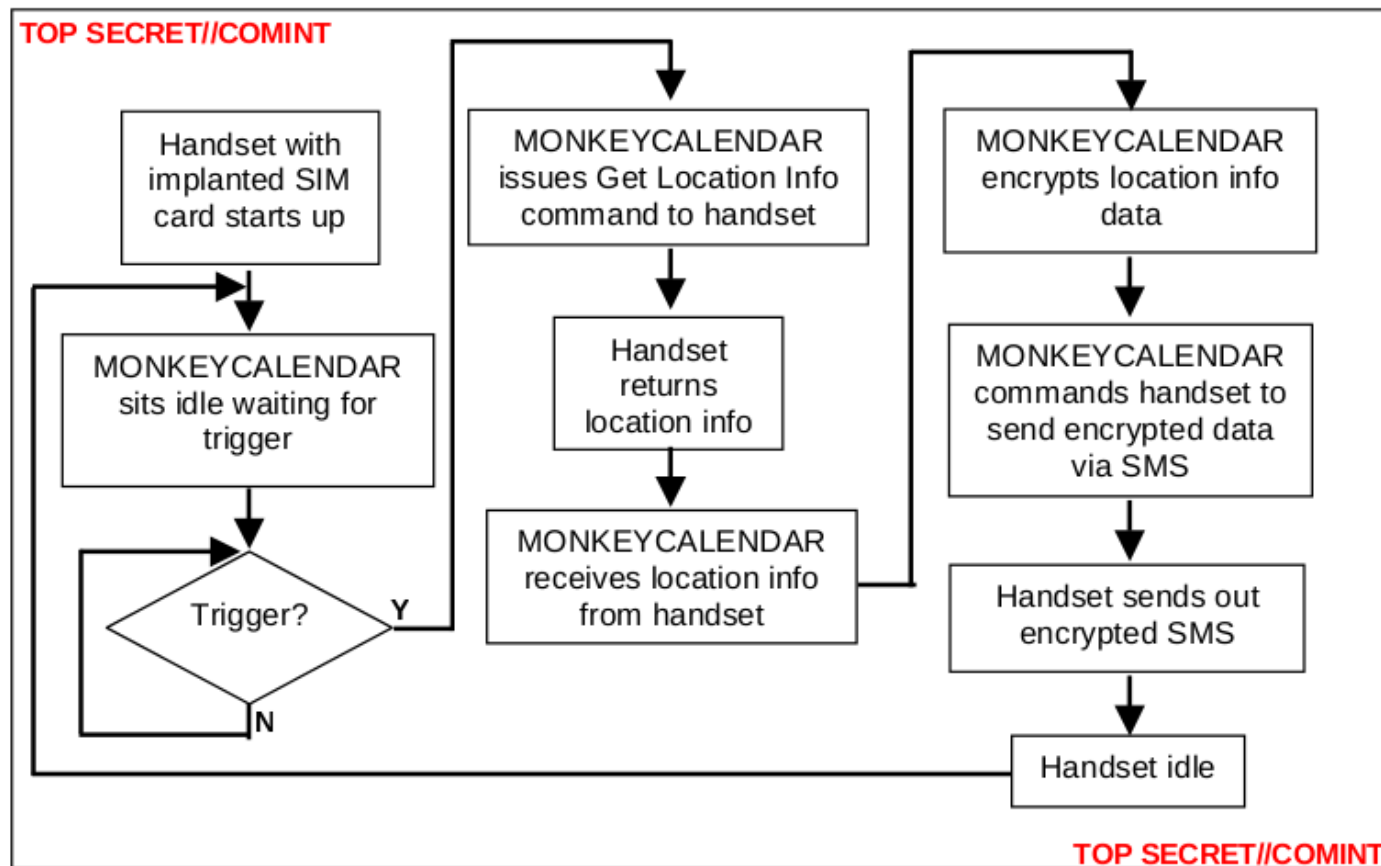 TOP SECRET//COMINT
Handset with
implanted SIM
card starts up
MONKEYCALENDAR
sits idle waiting for
trigger
Trigger?
Y
N
MONKEYCALENDAR
issues Get Location Info
command to handset
Handset
returns
location info
MONKEYCALENDAR
receives location info
from handset
MONKEYCALENDAR
encrypts location info
data
MONKEYCALENDAR
commands handset to
send encrypted data
via SMS
Handset sends out
encrypted SMS
Handset idle
TOP SECRET//COMINT